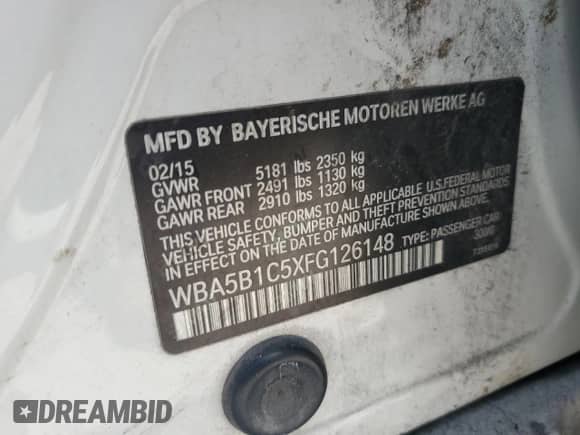 MFD BY BAYERISCHE MOTOREN WERKE AG
02/15
GVWR 5181 lbs 2350 kg
GAWR FRONT 2491 lbs 1130 kg
GAWR REAR 2910 lbs 1320 kg
THIS VEHICLE CONFORMS TO ALL APPLICABLE U.S.FEDERAL MOTOR
VEHICLE SAFETY, BUMPER AND THEFT PREVENTION STANDARDS
IN EFFECT ON THE DATE OF MANUFACTURE SHOWN ABOVE.
WBA5B1C5XFG126148 TYPE: PASSENGER CAR
DREAMBID